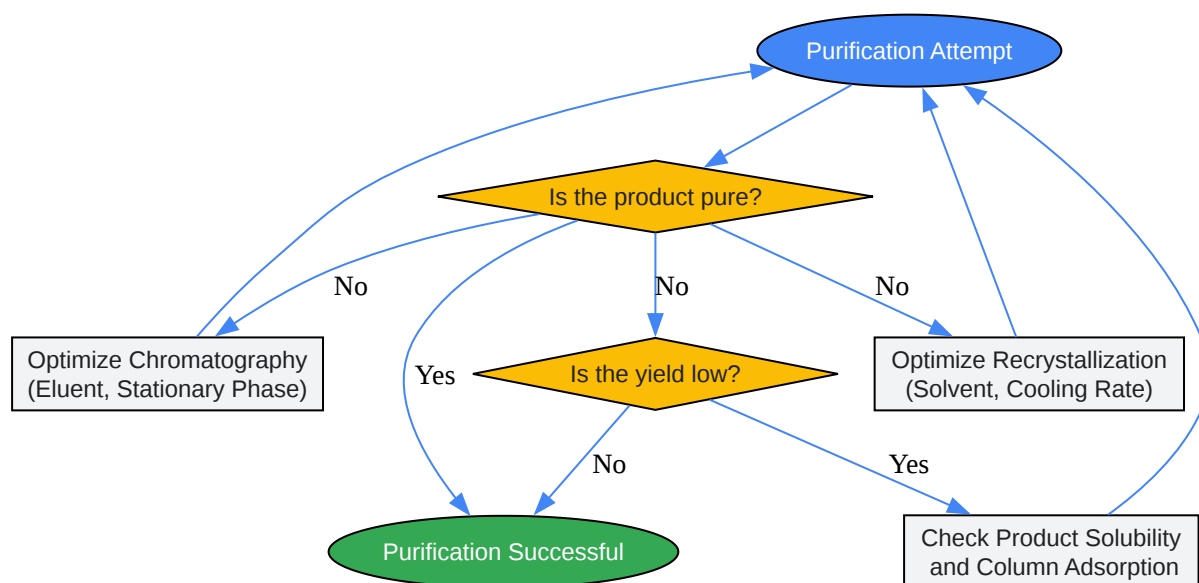 Purification Attempt
Is the product pure?
No
No
No
Optimize Chromatography
(Eluent, Stationary Phase)
Yes
Is the yield low?
Optimize Recrystallization
(Solvent, Cooling Rate)
No
Yes
Purification Successful
Check Product Solubility
and Column Adsorption